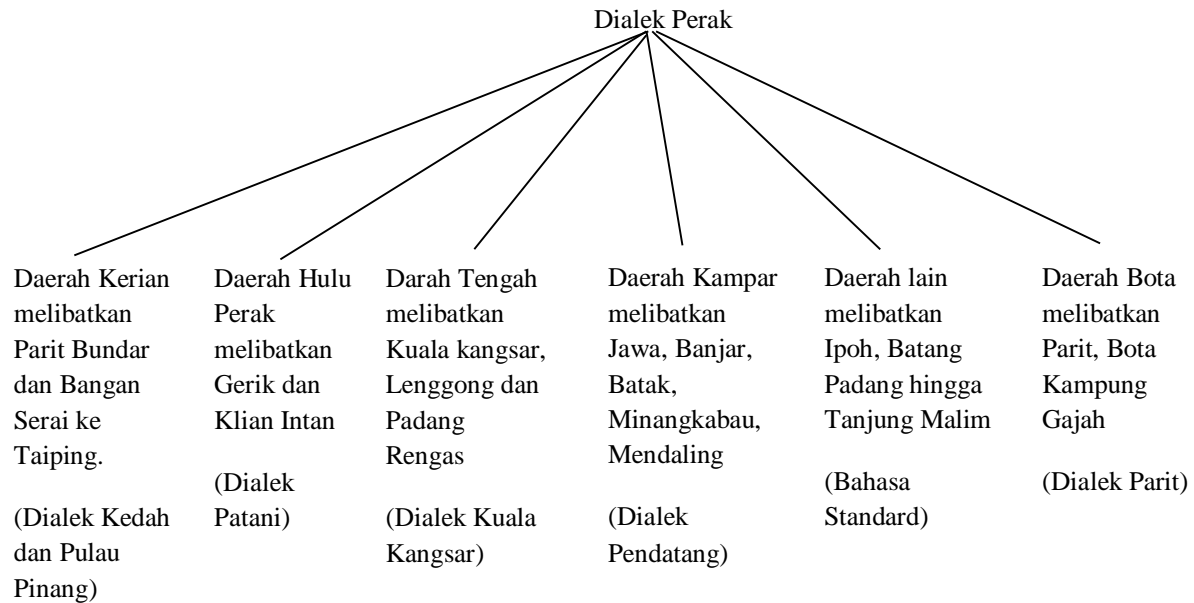 Dialek Perak
Daerah Kerian
melibatkan
Parit Bundar
dan Bangan
Serai ke
Taiping.
(Dialek Kedah
dan Pulau
Pinang)
Daerah Hulu
Perak
melibatkan
Gerik dan
Klian Intan
(Dialek
Patani)
Darah Tengah
melibatkan
Kuala kangsar,
Lenggong dan
Padang
Rengas
(Dialek Kuala
Kangsar)
Daerah Kampar
melibatkan
Jawa, Banjar,
Batak,
Minangkabau,
Mendaling
(Dialek
Pendatang)
Daerah lain
melibatkan
Ipoh, Batang
Padang hingga
Tanjung Malim
(Bahasa
Standard)
Daerah Bota
melibatkan
Parit, Bota
Kampung
Gajah
(Dialek Parit)